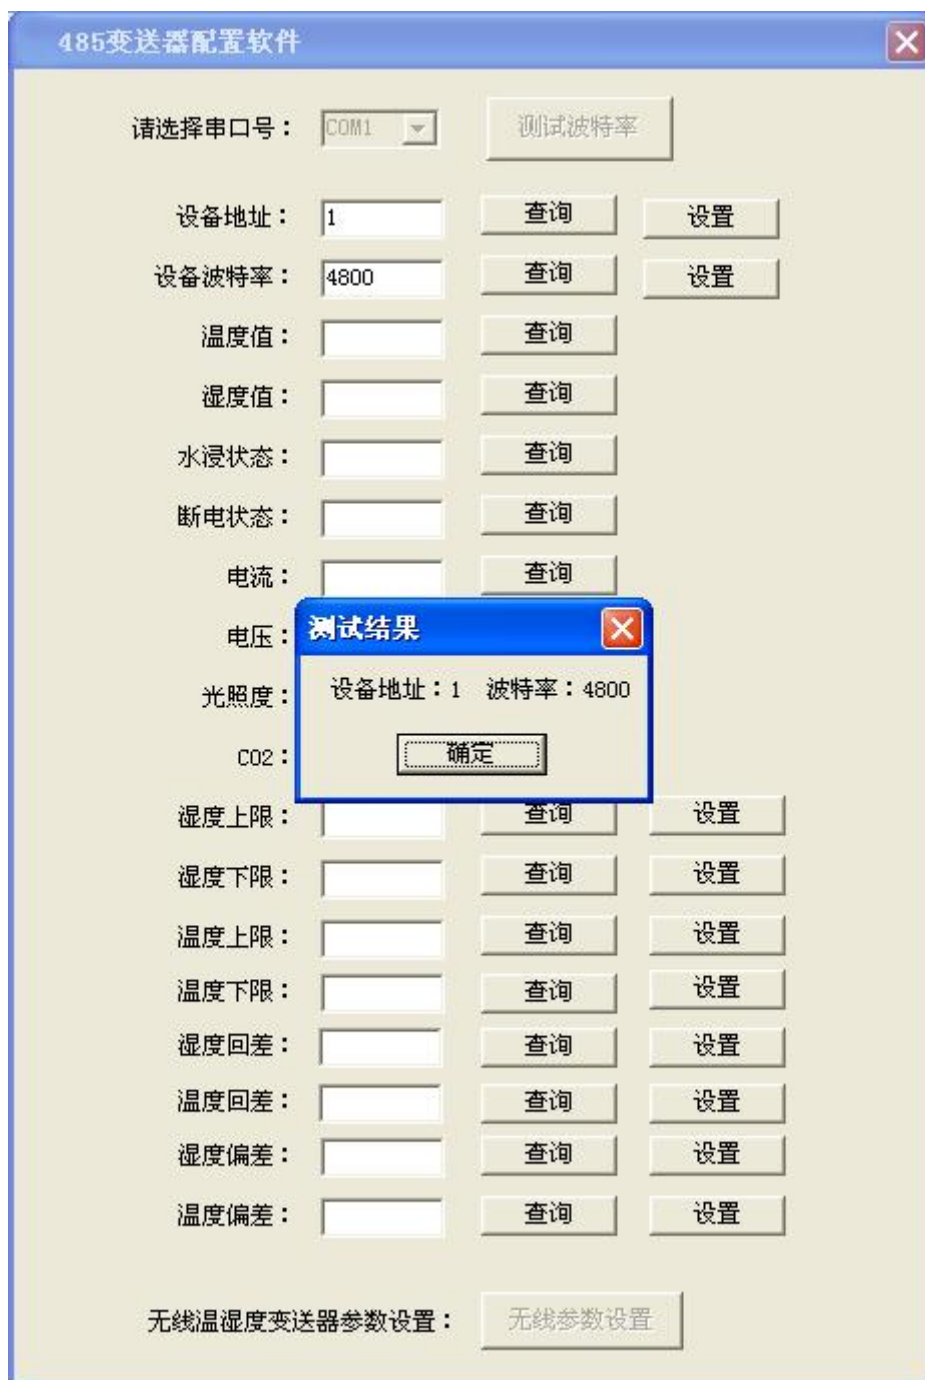 485变送器配置软件
请选择串口号： COM1 测试波特率
设备地址： 1 查询 设置
设备波特率： 4800 查询 设置
温度值： 查询
湿度值： 查询
水浸状态： 查询
断电状态： 查询
电流： 查询
电压：
测试结果
光照度：
设备地址：1 波特率：4800
CO2：
确定
湿度上限： 查询 设置
湿度下限： 查询 设置
温度上限： 查询 设置
温度下限： 查询 设置
湿度回差： 查询 设置
温度回差： 查询 设置
湿度偏差： 查询 设置
温度偏差： 查询 设置
无线温湿度变送器参数设置： 无线参数设置